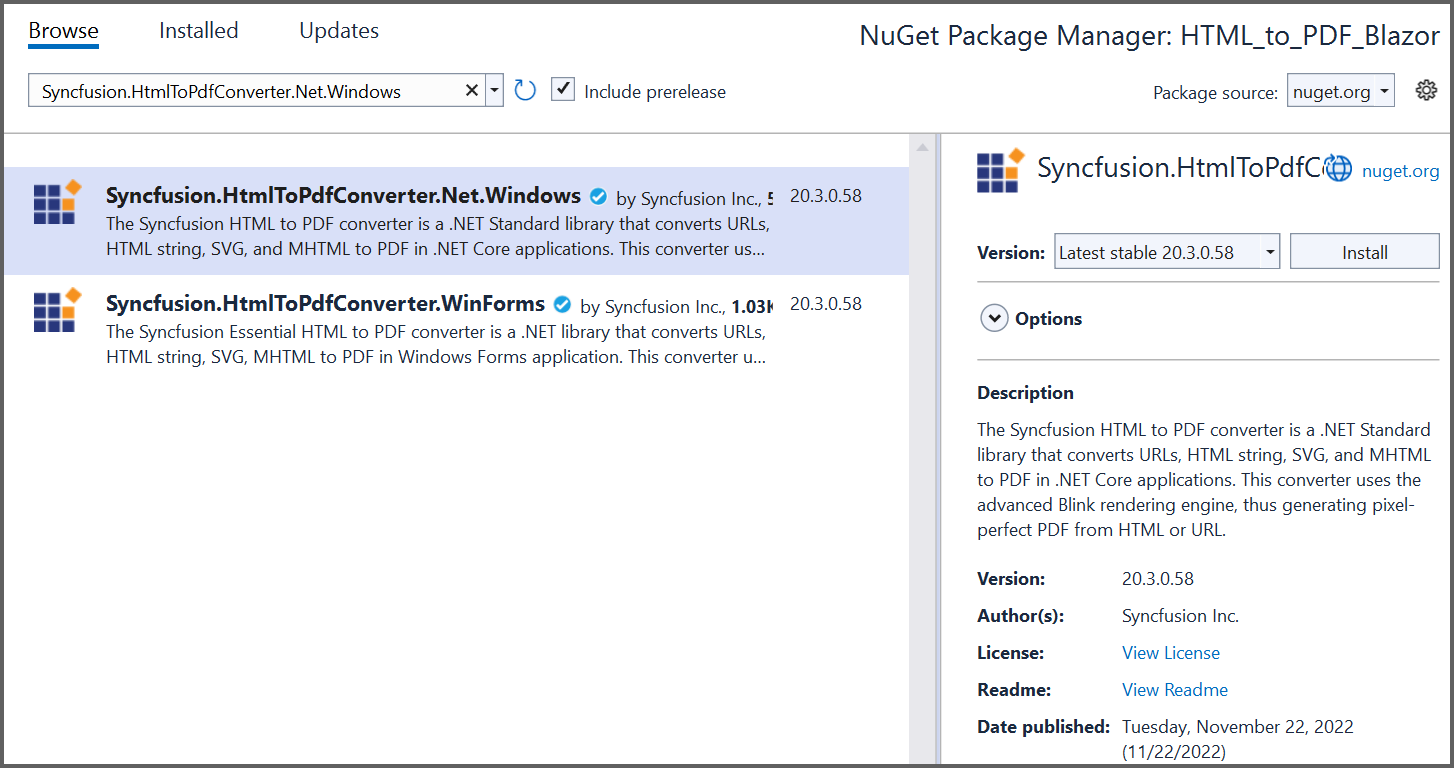 Browse Installed Updates
NuGet Package Manager: HTML_to_PDF_Blazor
Syncfusion.HtmlToPdfConverter.Net.Windows
Include prerelease
Package source: nuget.org
Syncfusion.HtmlToPdfConverter.Net.Windows by Syncfusion Inc., 20.3.0.58
The Syncfusion HTML to PDF converter is a .NET Standard library that converts URLs,
HTML string, SVG, and MHTML to PDF in .NET Core applications. This converter us...
Syncfusion.HtmlToPdfConverter.WinForms by Syncfusion Inc., 1.03K 20.3.0.58
The Syncfusion Essential HTML to PDF converter is a .NET library that converts URLs,
HTML string, SVG, MHTML to PDF in Windows Forms application. This converter u...
Syncfusion.HtmlToPdfC nuget.org
Version: Latest stable 20.3.0.58 Install
Options
Description
The Syncfusion HTML to PDF converter is a .NET Standard
library that converts URLs, HTML string, SVG, and MHTML
to PDF in .NET Core applications. This converter uses the
advanced Blink rendering engine, thus generating pixel-
perfect PDF from HTML or URL.
Version: 20.3.0.58
Author(s): Syncfusion Inc.
License: View License
Readme: View Readme
Date published: Tuesday, November 22, 2022
(11/22/2022)